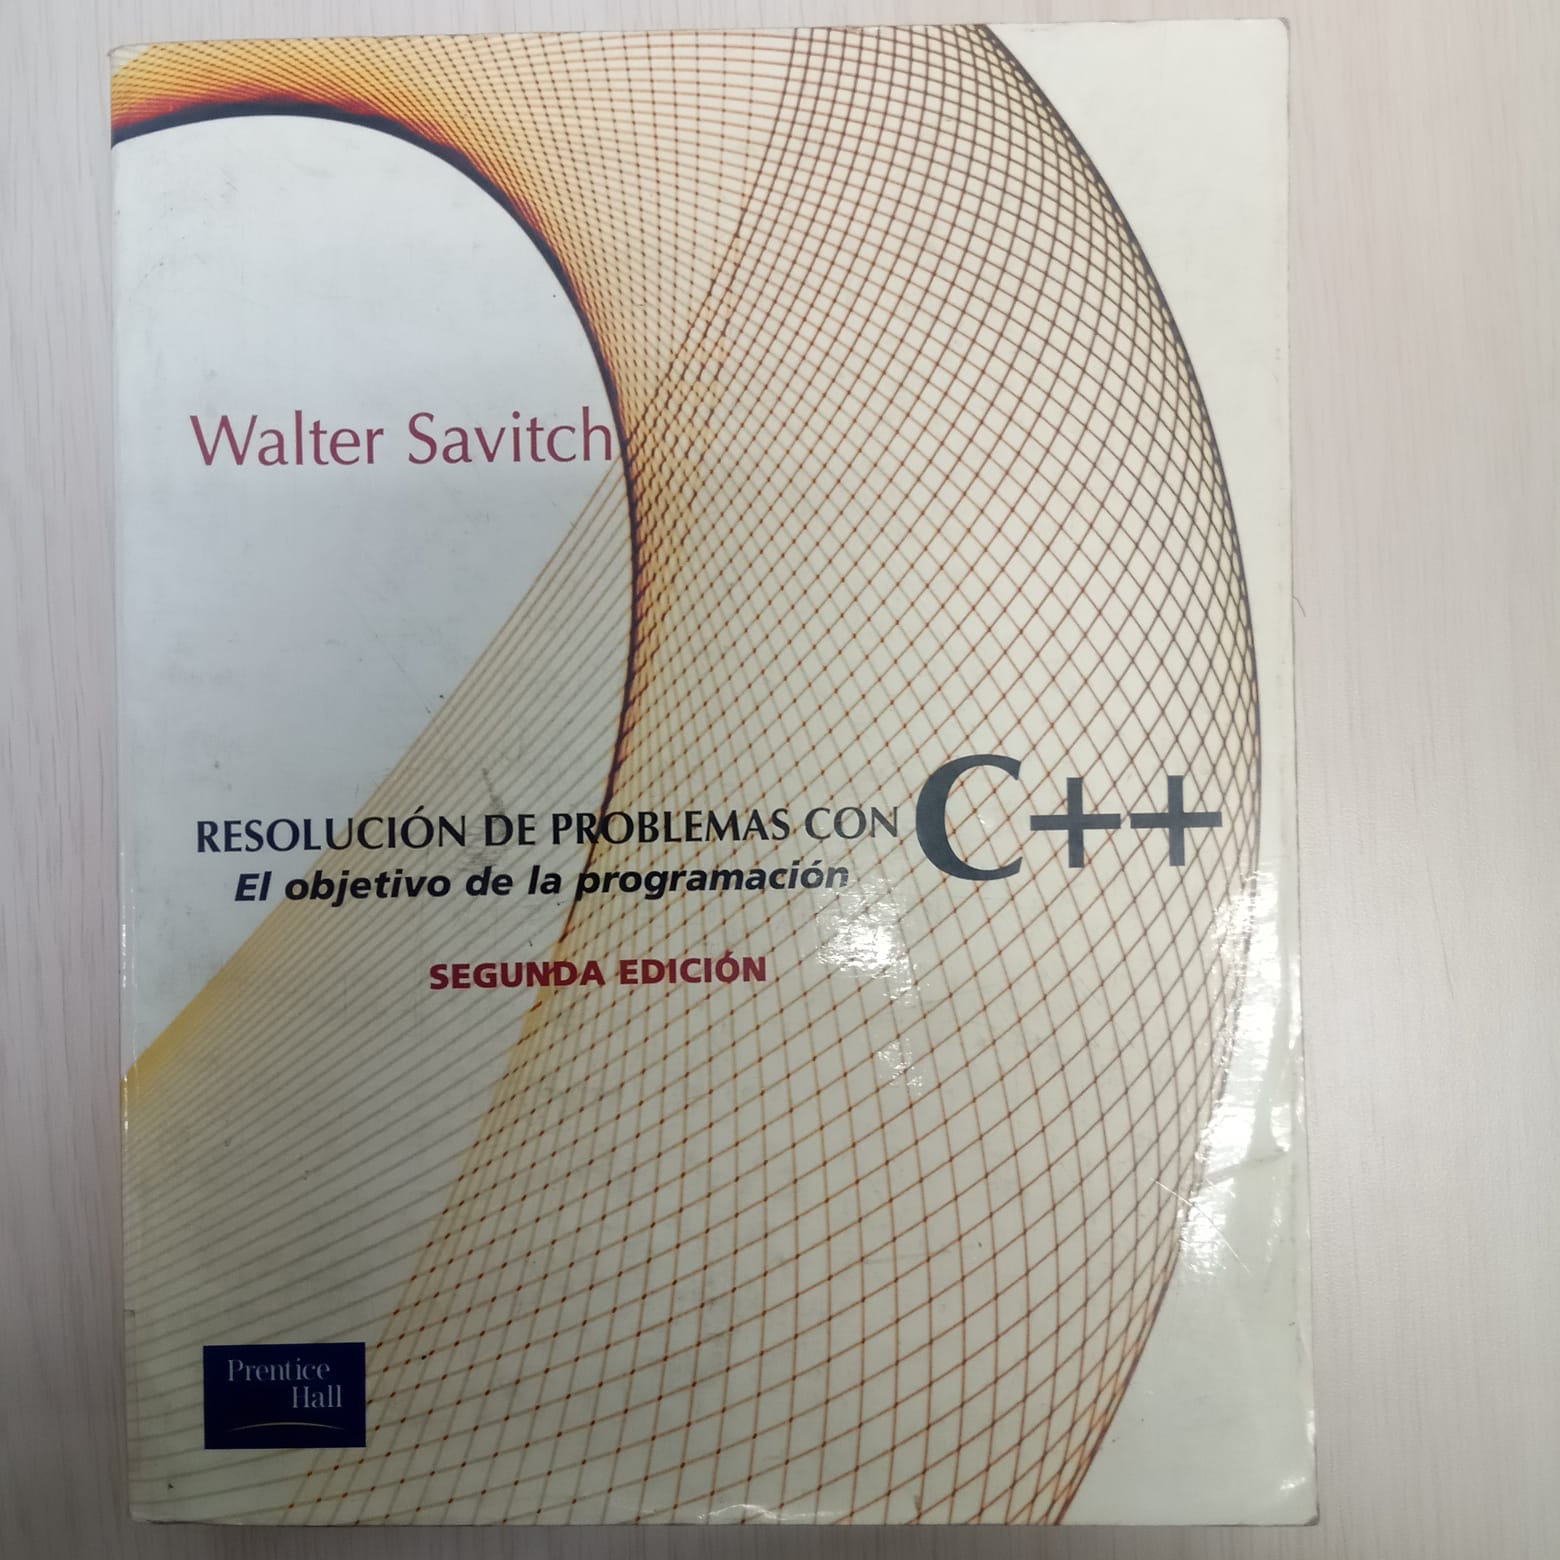 Walter Savitch
RESOLUCIÓN DE PROBLEMAS CON C++
El objetivo de la programación
SEGUNDA EDICIÓN
Prentice
Hall